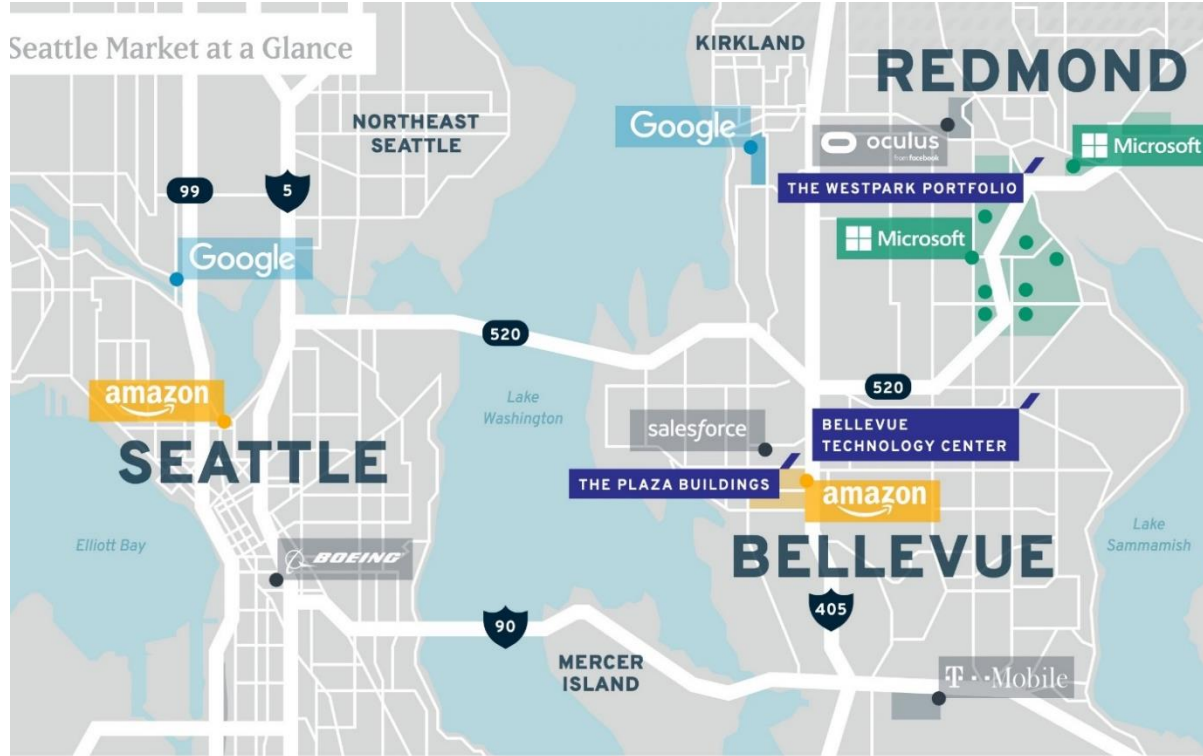 Seattle Market at a Glance
KIRKLAND
REDMOND
NORTHEAST
SEATTLE
Google
oculus
from facebook
Microsoft
99
5
THE WESTPARK PORTFOLIO
Google
Microsoft
520
520
amazon
Lake
Washington
salesforce
BELLEVUE
TECHNOLOGY CENTER
SEATTLE
THE PLAZA BUILDINGS
amazon
Elliott Bay
Lake
Sammamish
BOEING
BELLEVUE
90
405
MERCER
ISLAND
T··Mobile